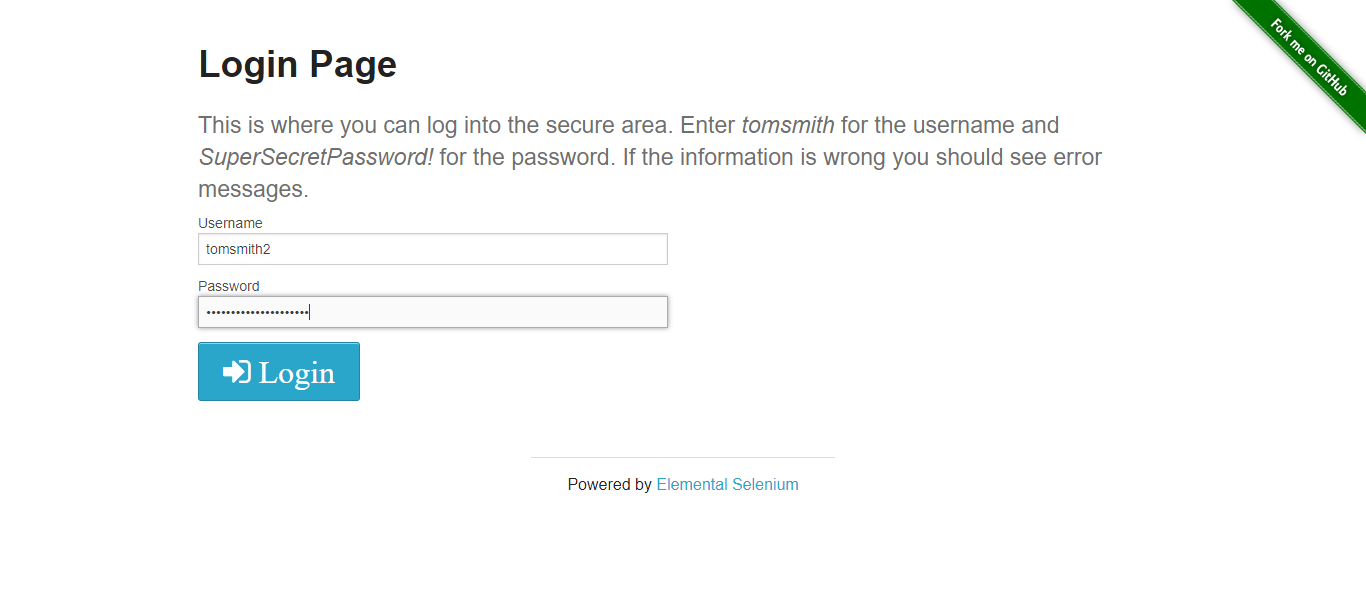 Fork me on GitHub
Login Page
This is where you can log into the secure area. Enter tomsmith for the username and
SuperSecretPassword! for the password. If the information is wrong you should see error
messages.
Username
tomsmith2
Password
•••••••••••••••••••••
Login
Powered by Elemental Selenium